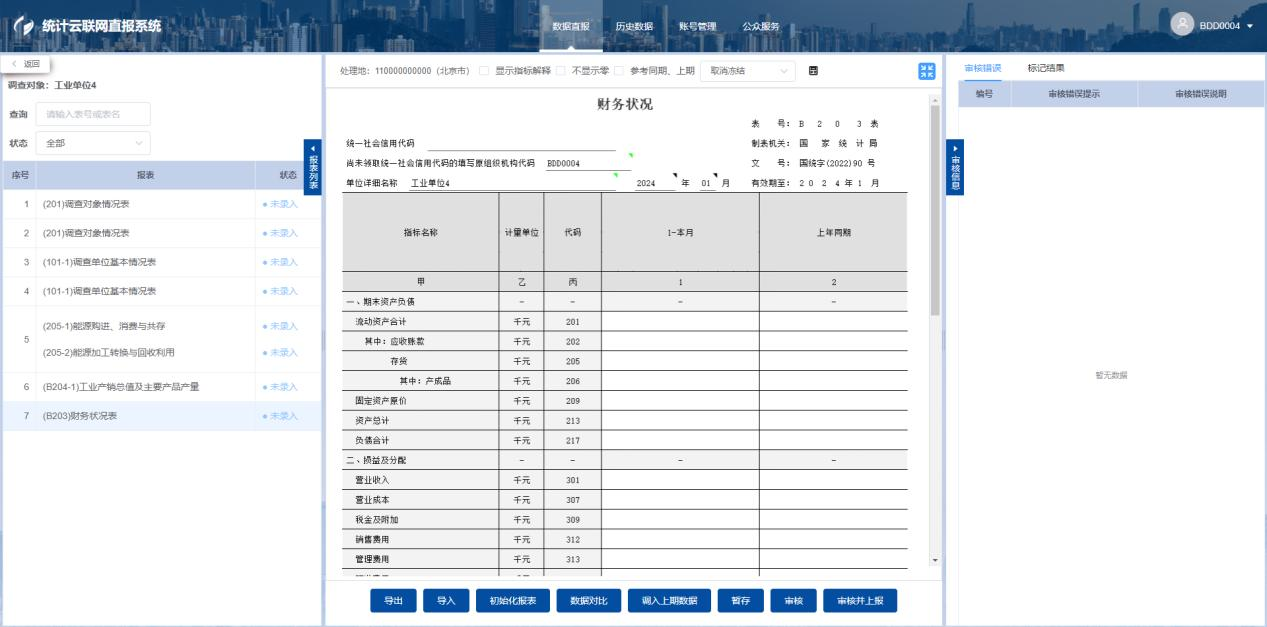 统计云联网直报系统
数据直报 历史数据 账号管理 公众服务
BDD0004
返回
调查对象：工业单位4
查询 请输入表号或表名
状态 全部
序号 报表 状态
1 (201)调查对象情况表 未录入
2 (201)调查对象情况表 未录入
3 (101-1)调查单位基本情况表 未录入
4 (101-1)调查单位基本情况表 未录入
5 (205-1)能源购进、消费与共存 未录入
(205-2)能源加工转换与回收利用 未录入
6 (B204-1)工业产销总值及主要产品产量 未录入
7 (B203)财务状况表 未录入
报表列表
处理地：110000000000（北京市） 显示指标解释 不显示零 参考同期、上期 取消冻结
财务状况
表 号：B 2 0 3 表
统一社会信用代码 制表机关：国 家 统 计 局
尚未领取统一社会信用代码的填写原组织机构代码 BDD0004 文 号：国统字(2022)90 号
单位详细名称 工业单位4 2024 年 01 月 有效期至：2 0 2 4 年 1 月
指标名称 计量单位 代码 1-本月 上年同期
甲 乙 丙 1 2
一、期末资产负债 - - - -
流动资产合计 千元 201
其中：应收账款 千元 202
存货 千元 205
其中：产成品 千元 206
固定资产原价 千元 209
资产总计 千元 213
负债合计 千元 217
二、损益及分配 - - - -
营业收入 千元 301
营业成本 千元 307
税金及附加 千元 309
销售费用 千元 312
管理费用 千元 313
导出 导入 初始化报表 数据对比 调入上期数据 暂存 审核 审核并上报
审核信息
审核错误 标记结果
编号 审核错误提示 审核错误说明
暂无数据